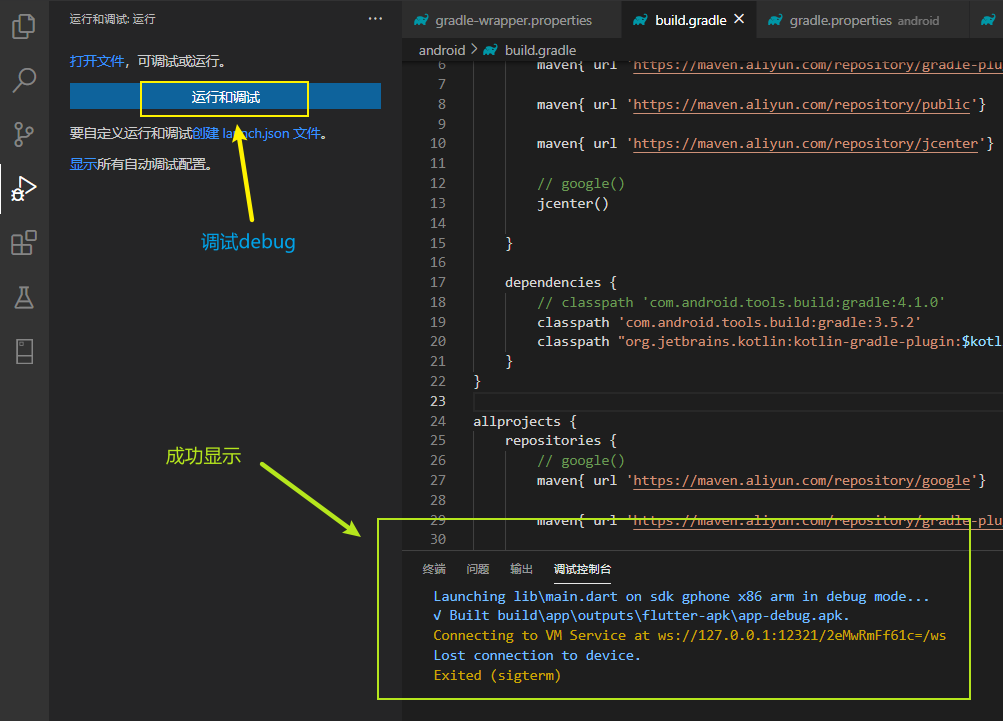 运行和调试: 运行
...
打开文件，可调试或运行。
运行和调试
要自定义运行和调试创建 launch.json 文件。
显示所有自动调试配置。
调试debug
成功显示
gradle-wrapper.properties
build.gradle ×
gradle.properties android
android > build.gradle
6 maven{ url 'https://maven.aliyun.com/repository/gradle-plu
7
8 maven{ url 'https://maven.aliyun.com/repository/public'}
9
10 maven{ url 'https://maven.aliyun.com/repository/jcenter'}
11
12 // google()
13 jcenter()
14
15 }
16
17 dependencies {
18 // classpath 'com.android.tools.build:gradle:4.1.0'
19 classpath 'com.android.tools.build:gradle:3.5.2'
20 classpath "org.jetbrains.kotlin:kotlin-gradle-plugin:$kotl
21 }
22 }
23
24 allprojects {
25 repositories {
26 // google()
27 maven{ url 'https://maven.aliyun.com/repository/google'}
28
29 maven{ url 'https://maven.aliyun.com/repository/gradle-plu
30
终端 问题 输出 调试控制台
Launching lib\main.dart on sdk gphone x86 arm in debug mode...
√ Built build\app\outputs\flutter-apk\app-debug.apk.
Connecting to VM Service at ws://127.0.0.1:12321/2eMwRmFf61c=/ws
Lost connection to device.
Exited (sigterm)